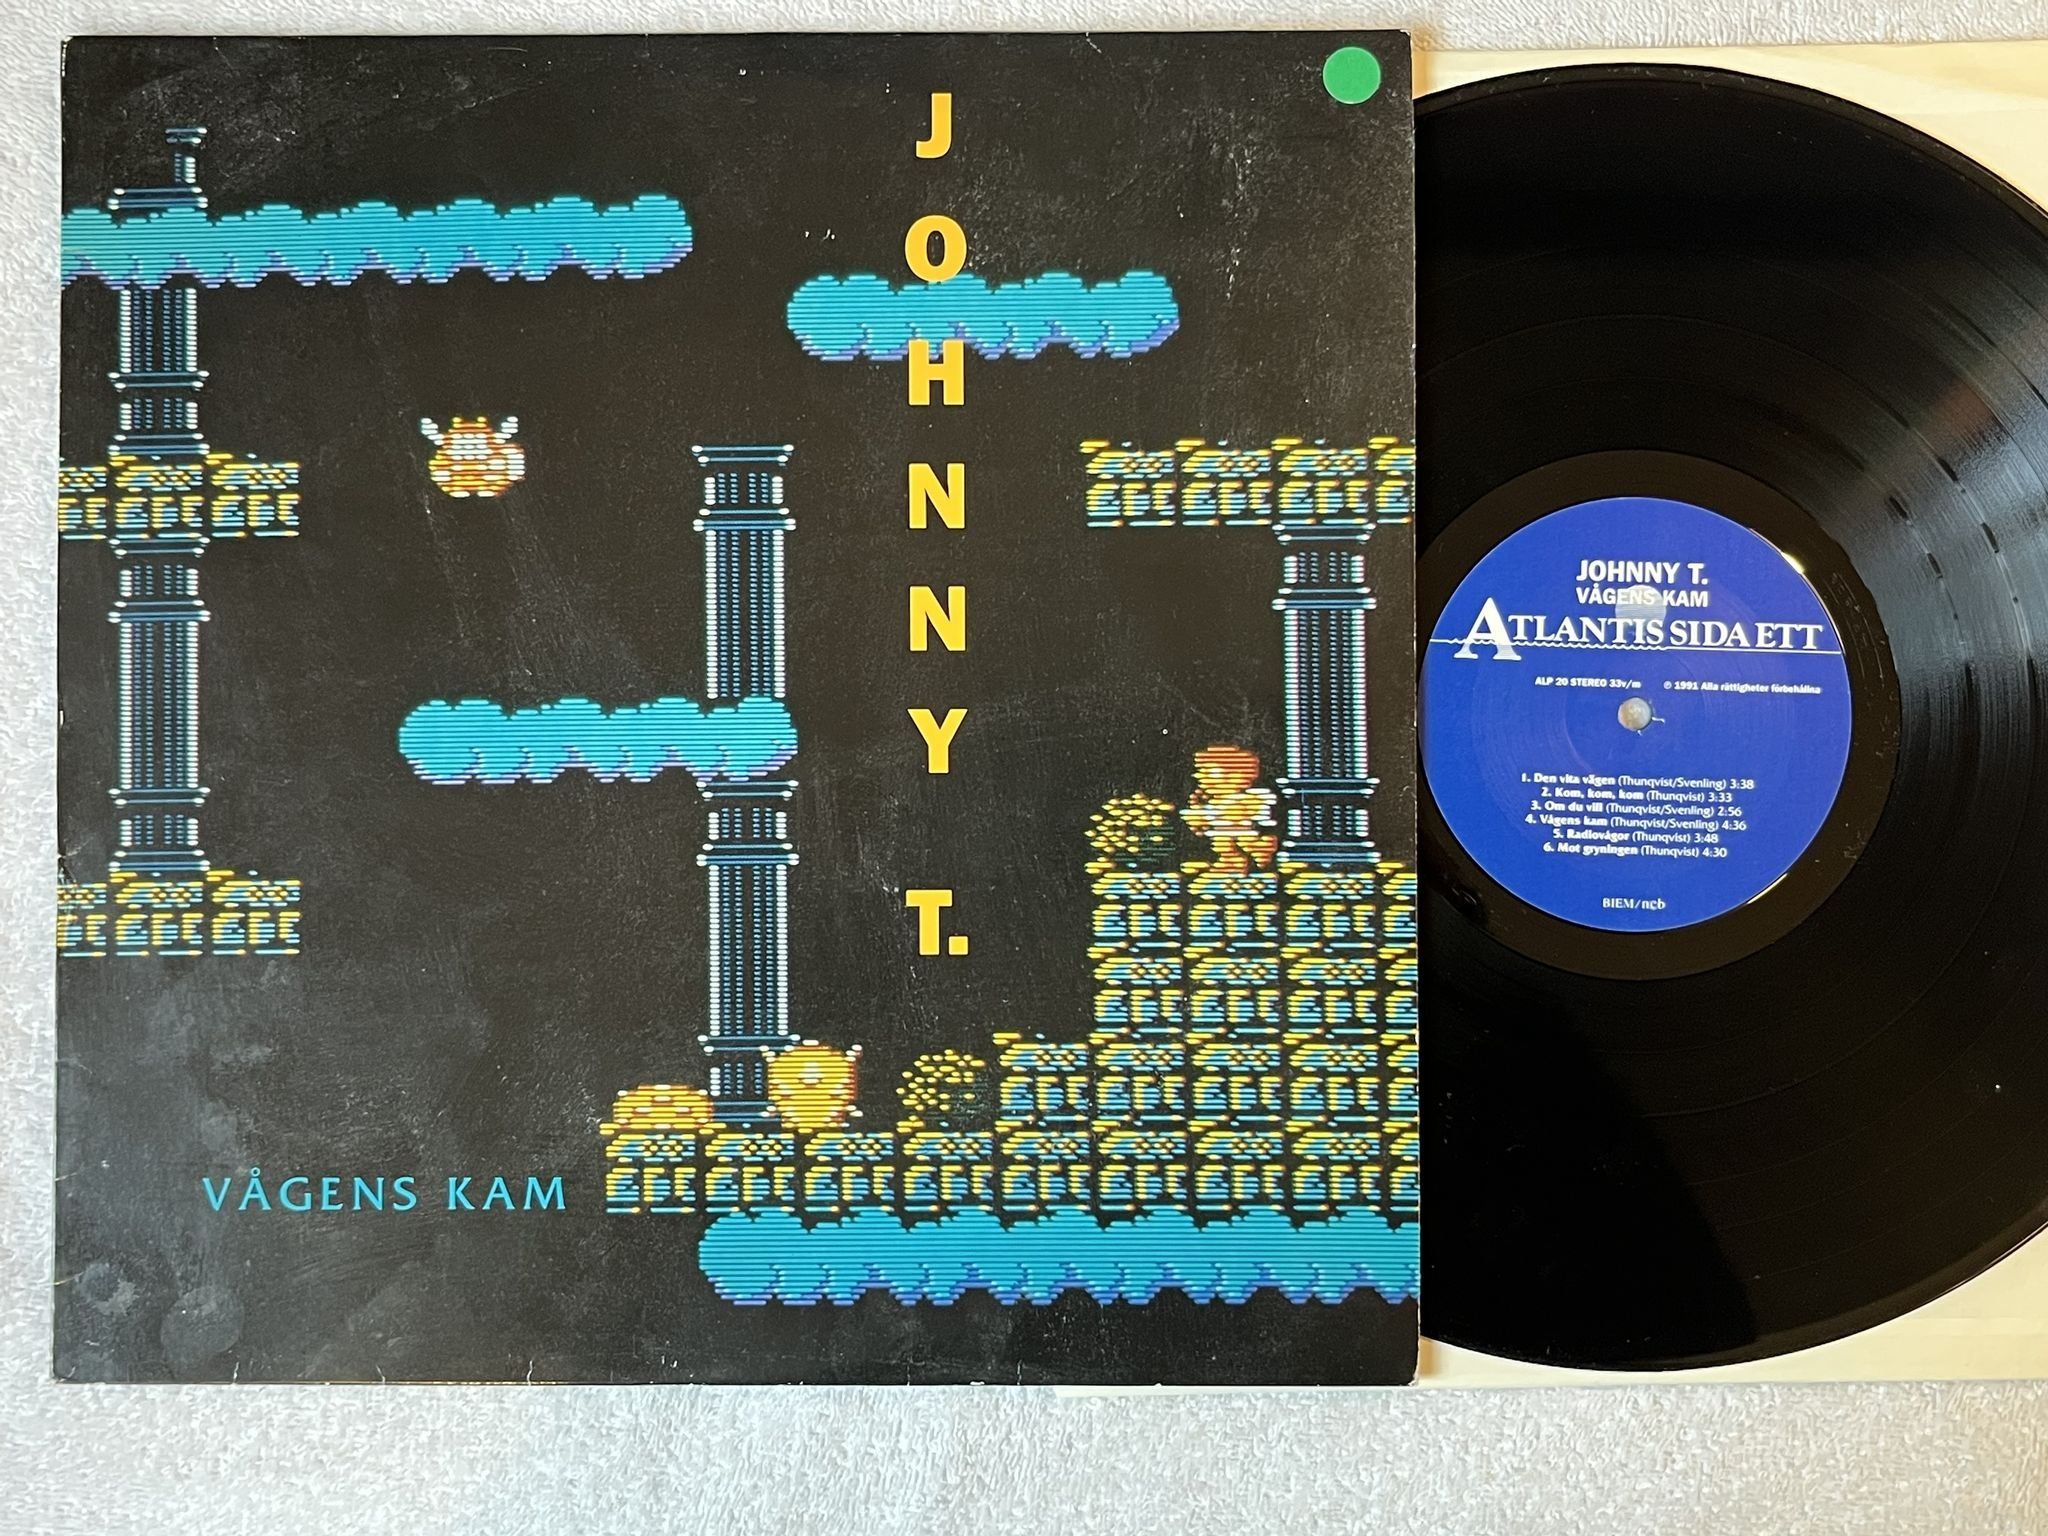 JOHNNY T.
VÅGENS KAM
JOHNNY T.
VÅGENS KAM
ATLANTIS SIDA ETT
ALP 20 STEREO 33v/m ℗ 1991 Alla rättigheter förbehållna
1. Den vita vågen (Thunqvist/Svenling) 3:38
2. Kom, kom, kom (Thunqvist) 3:33
3. Om du vill (Thunqvist/Svenling) 2:56
4. Vågens kam (Thunqvist/Svenling) 4:36
5. Radiovågor (Thunqvist) 3:48
6. Mot gryningen (Thunqvist) 4:30
BIEM/ncb